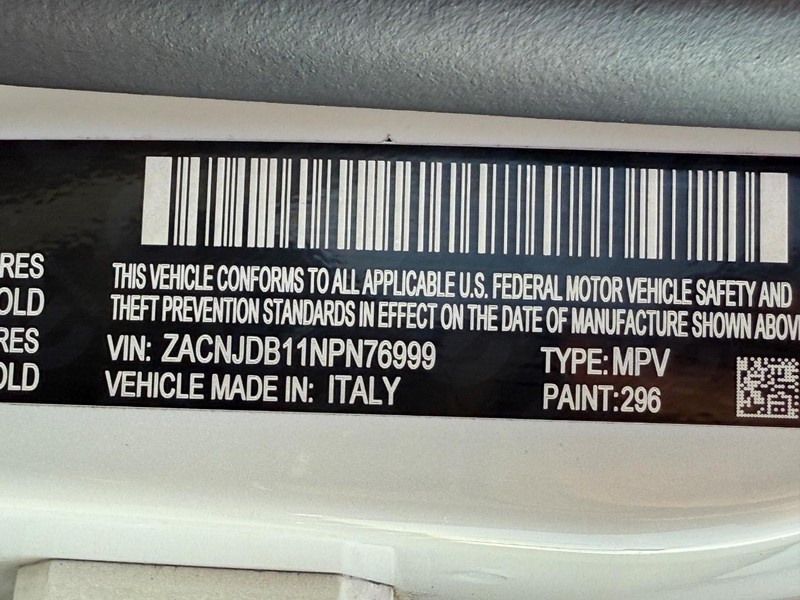 RES
OLD
RES
OLD
THIS VEHICLE CONFORMS TO ALL APPLICABLE U.S. FEDERAL MOTOR VEHICLE SAFETY AND
THEFT PREVENTION STANDARDS IN EFFECT ON THE DATE OF MANUFACTURE SHOWN ABOVE
VIN: ZACNJDB11NPN76999 TYPE: MPV
VEHICLE MADE IN: ITALY PAINT: 296